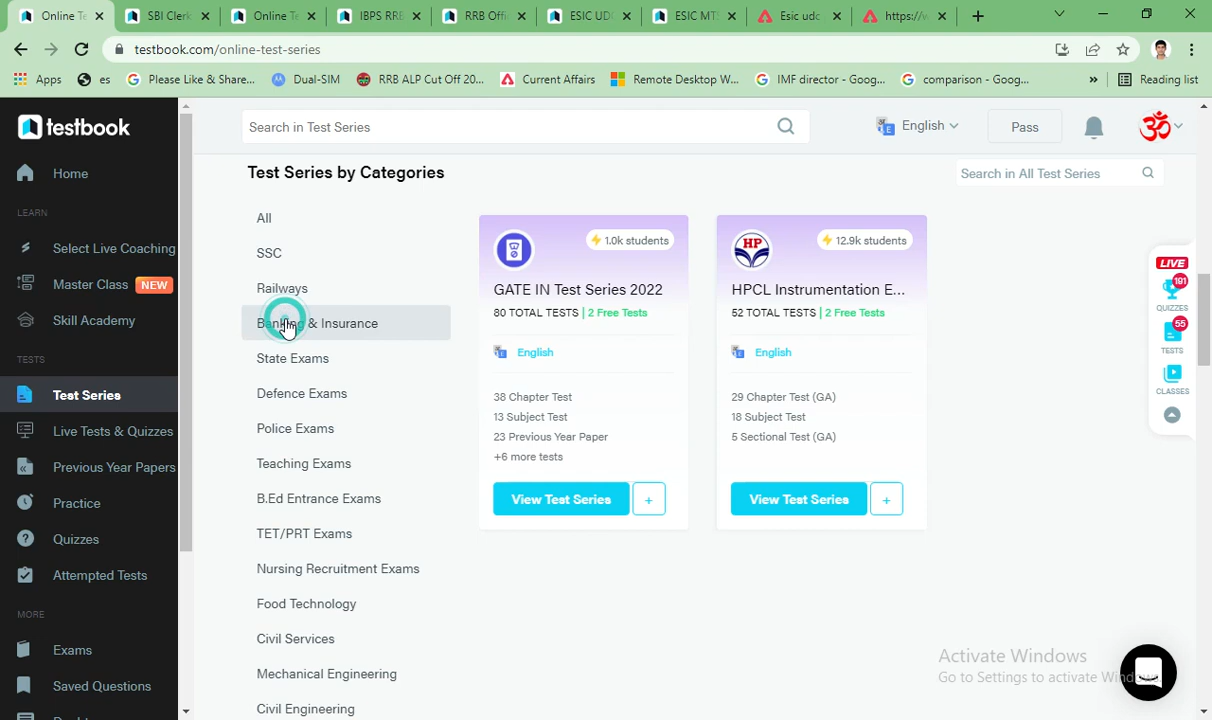 Online Te
SBI Clerk
Online Te
IBPS RRB
RRB Offi
ESIC UDC
ESIC MTS
Esic udc
https://w
testbook.com/online-test-series
Apps
es
Please Like & Share...
Dual-SIM
RRB ALP Cut Off 20...
Current Affairs
Remote Desktop W...
IMF director - Goog...
comparison - Goog...
»
Reading list
testbook
Search in Test Series
English
Pass
Home
LEARN
Select Live Coaching
Master Class NEW
Skill Academy
TESTS
Test Series
Live Tests & Quizzes
Previous Year Papers
Practice
Quizzes
Attempted Tests
MORE
Exams
Saved Questions
Test Series by Categories
Search in All Test Series
All
SSC
Railways
Banking & Insurance
State Exams
Defence Exams
Police Exams
Teaching Exams
B.Ed Entrance Exams
TET/PRT Exams
Nursing Recruitment Exams
Food Technology
Civil Services
Mechanical Engineering
Civil Engineering
1.0k students
GATE IN Test Series 2022
80 TOTAL TESTS | 2 Free Tests
English
38 Chapter Test
13 Subject Test
23 Previous Year Paper
+6 more tests
View Test Series
+
HP
12.9k students
HPCL Instrumentation E...
52 TOTAL TESTS | 2 Free Tests
English
29 Chapter Test (GA)
18 Subject Test
5 Sectional Test (GA)
View Test Series
+
LIVE
191
QUIZZES
55
TESTS
CLASSES
Activate Windows
Go to Settings to activate
ॐ